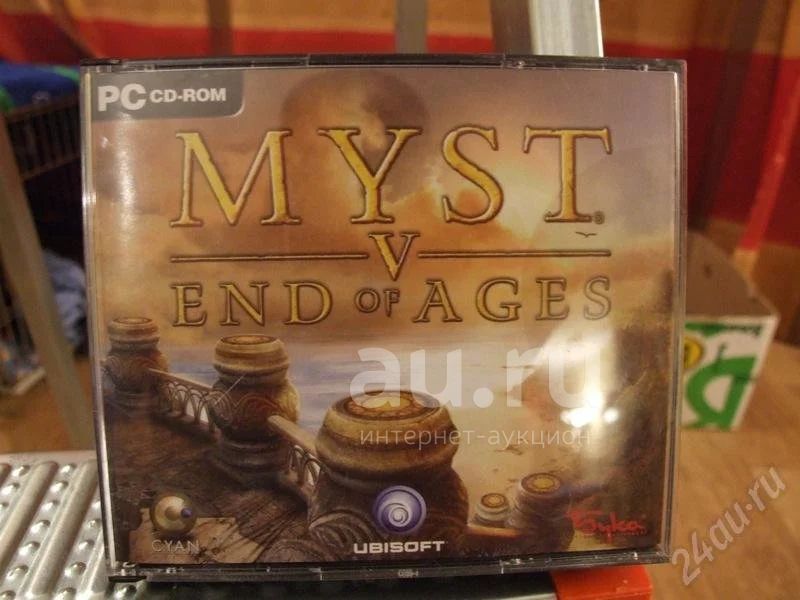 PC CD-ROM
MYST®
V
END OF AGES
au.ru
интернет-аукцион
CYAN
UBISOFT
Бука
24au.ru